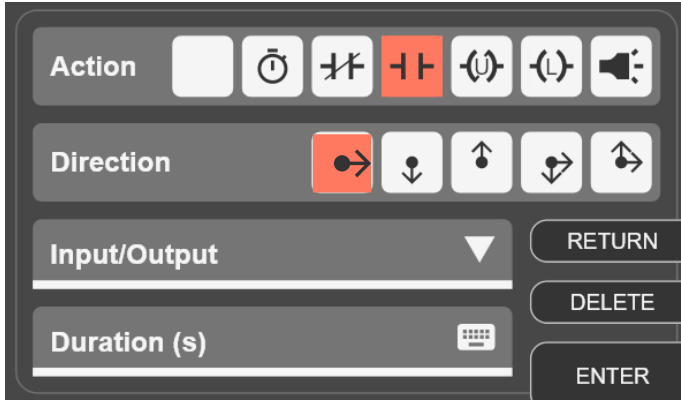 Action
(U)
(L)
Direction
Input/Output
RETURN
DELETE
Duration (s)
ENTER